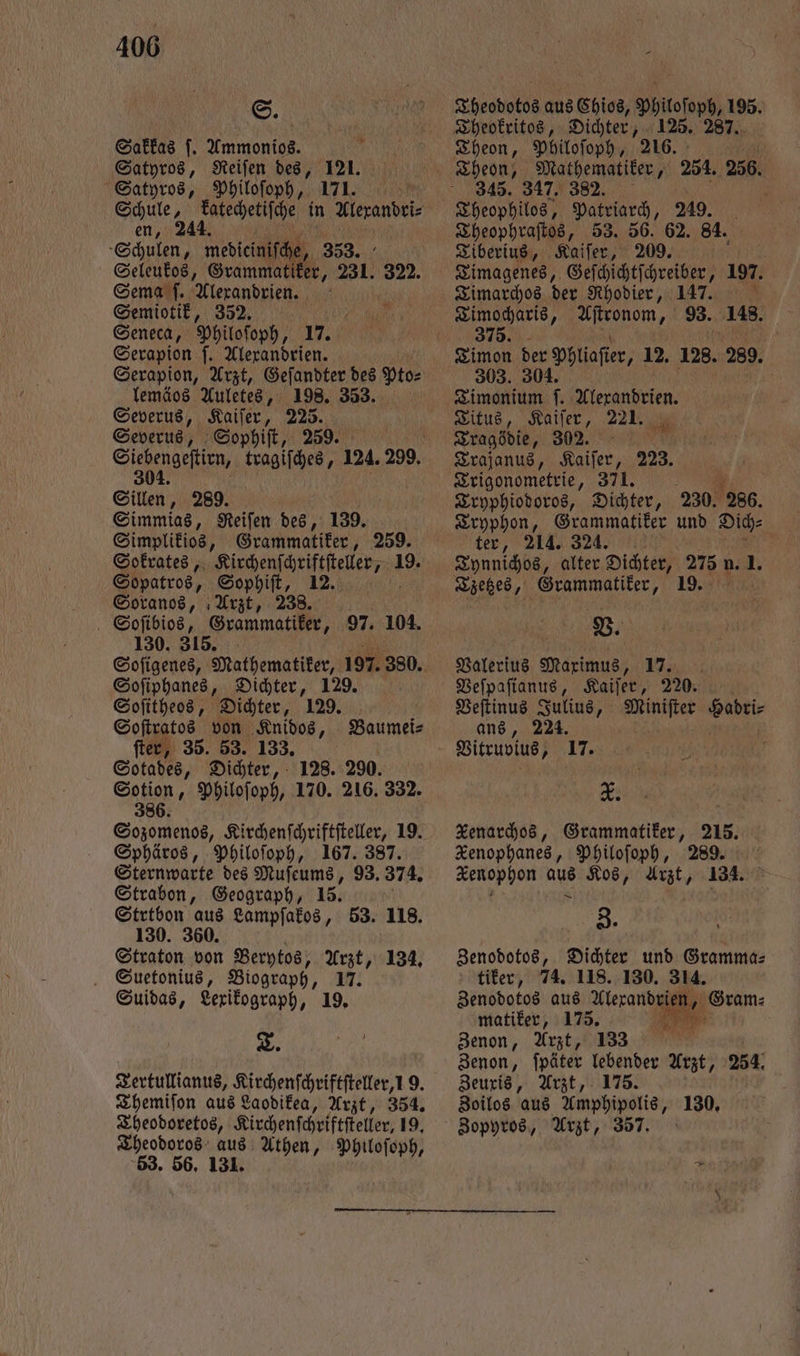 406
S.
Sakkas ſ. Ammonios.
Satyros, Reiſen des, 121.
Satyros, Philoſoph, 171.
Schule, katechetiſche in Alexandri⸗
en, 244.
Schulen, mediciniſche, 353.
Seleukos, Grammatiker, 231. 322.
Sema ſ. Alexandrien.
Semiotik, 352.
Seneca, Philoſoph, 17.
Serapion ſ. Alexandrien.
Serapion, Arzt, Geſandter des Pto⸗
lemäos Auletes, 198. 353.
Severus, Kaiſer, 225.
Severus, Sophiſt, 259.
Siebengeſtirn, tragiſches, 124. 299.
304.
Sillen, 289.
Simmias, Reiſen des, 139.
Simplikios, Grammatiker, 259.
Sokrates, Kirchenſchriftſteller, 19.
Sopatros, Sophiſt, 12.
Soranos, Arzt, 238.
Soſibios, Grammatiker, 97. 104.
130. 315.
Soſigenes, Mathematiker, 197. 380.
Soſiphanes, Dichter, 129.
Soſitheos, Dichter, 129.
Soſtratos von Knidos, Baumei⸗
ſter, 35. 53. 133.
Sotades, Dichter, 128. 290.
Sotion, Philoſoph, 170. 216. 332.
386.
Sozomenos, Kirchenſchriftſteller, 19.
Sphäros, Philoſoph, 167. 387.
Sternwarte des Muſeums, 93. 374.
Strabon, Geograph, 15.
Strtbon aus Lampſakos, 53. 118.
130. 360.
Straton von Berytos, Arzt, 134.
Suetonius, Biograph, 17.
Suidas, Lexikograph, 19.
T.
Tertullianus, Kirchenſchriftſteller, 19.
Themiſon aus Laodikea, Arzt, 354.
Theodoretos, Kirchenſchriftſteller, 19.
Theodoros aus Athen, Philoſoph,
53. 56. 131.
Theodotos aus Chios, Philoſoph, 195.
Theokritos, Dichter, 125. 287.
Theon, Philoſoph, 216.
Theon, Mathematiker, 254. 256.
345. 347. 382.
Theophilos, Patriarch, 249.
Theophraſtos, 53. 56. 62. 84.
Tiberius, Kaiſer, 209.
Timagenes, Geſchichtſchreiber, 197.
Timarchos der Rhodier, 147.
Timocharis, Aſtronom, 93. 148.
375.
Timon der Phliaſier, 12. 128. 289.
303. 304.
Timonium ſ. Alexandrien.
Titus, Kaiſer, 221.
Tragödie, 302.
Trajanus, Kaiſer, 223.
Trigonometrie, 371.
Tryphiodoros, Dichter, 230. 286.
Tryphon, Grammatiker und Dich⸗
ter, 214. 324.
Tynnichos, alter Dichter, 275 n. 1.
Tzetzes, Grammatiker, 19.
V.
Valerius Maximus, 17.
Veſpaſianus, Kaiſer, 220.
Veſtinus Julius, Miniſter Hadri⸗
ans, 224.
Vitruvius, 17.
X.
Xenarchos, Grammatiker, 215.
Xenophanes, Philoſoph, 289.
Xenophon aus Kos, Arzt, 134.
Z.
Zenodotos, Dichter und Gramma⸗
tiker, 74. 118. 130. 314.
Zenodotos aus Alexandrien, Gram⸗
matiker, 175.
Zenon, Arzt, 133
Zenon, ſpäter lebender Arzt, 254.
Zeuxis, Arzt, 175.
Zoilos aus Amphipolis, 130.
Zopyros, Arzt, 357.